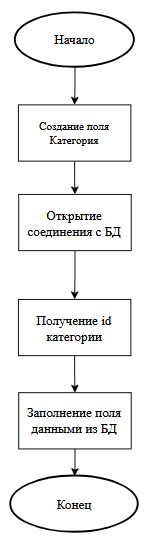 Начало
Создание поля
Категория
Открытие
соединения с БД
Получение id
категории
Заполнение поля
данными из БД
Конец